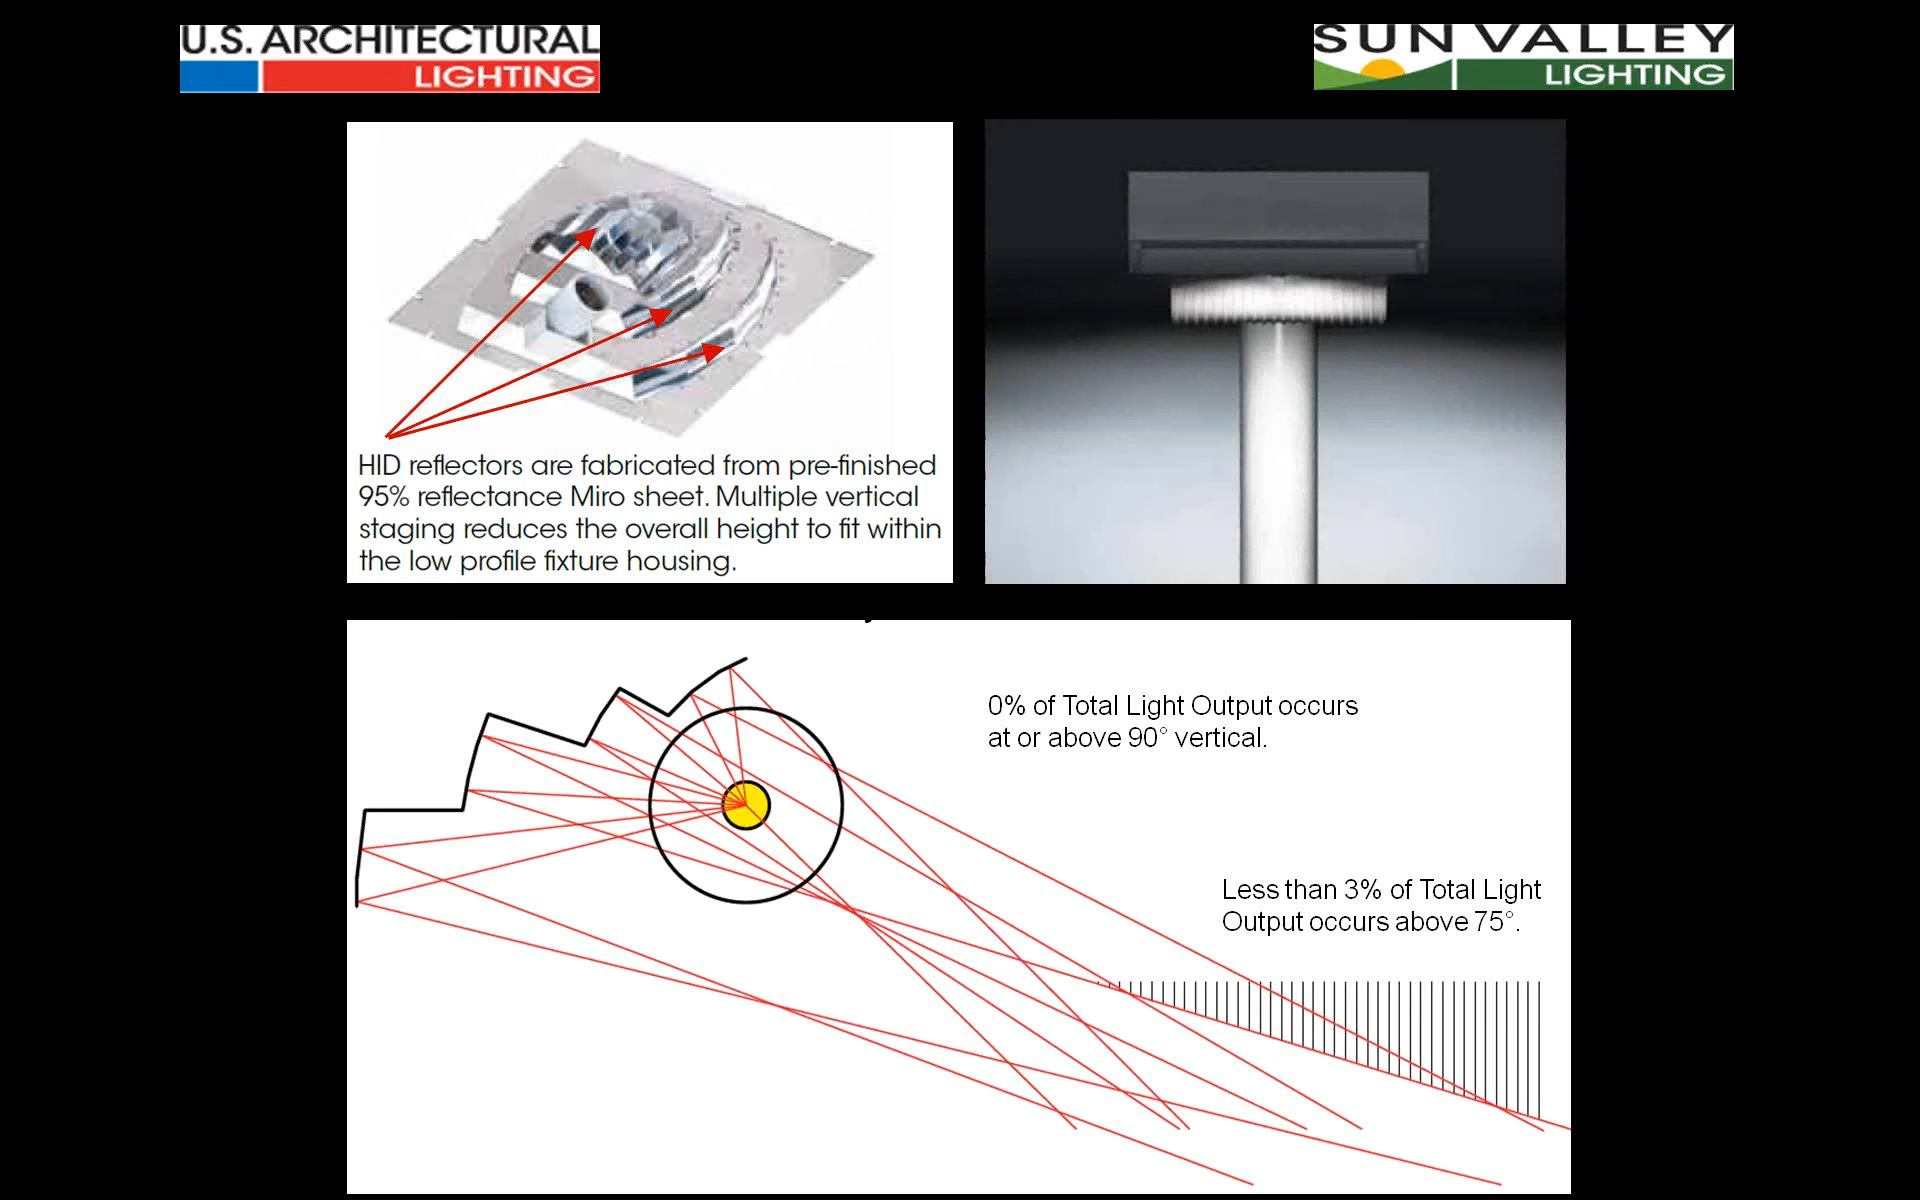 U.S. ARCHITECTURAL
LIGHTING
SUN VALLEY
LIGHTING
HID reflectors are fabricated from pre-finished
95% reflectance Miro sheet. Multiple vertical
staging reduces the overall height to fit within
the low profile fixture housing.
0% of Total Light Output occurs
at or above 90° vertical.
Less than 3% of Total Light
Output occurs above 75°.